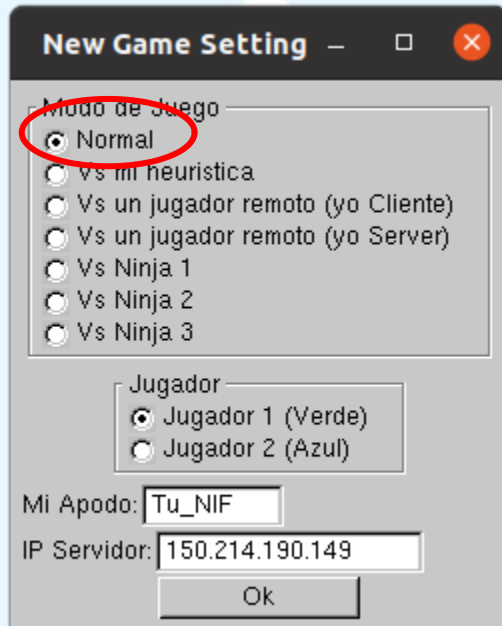 New Game Setting
Modo de Juego
Normal
Vs mi heuristica
Vs un jugador remoto (yo Cliente)
Vs un jugador remoto (yo Server)
Vs Ninja 1
Vs Ninja 2
Vs Ninja 3
Jugador
Jugador 1 (Verde)
Jugador 2 (Azul)
Mi Apodo: Tu_NIF
IP Servidor: 150.214.190.149
Ok